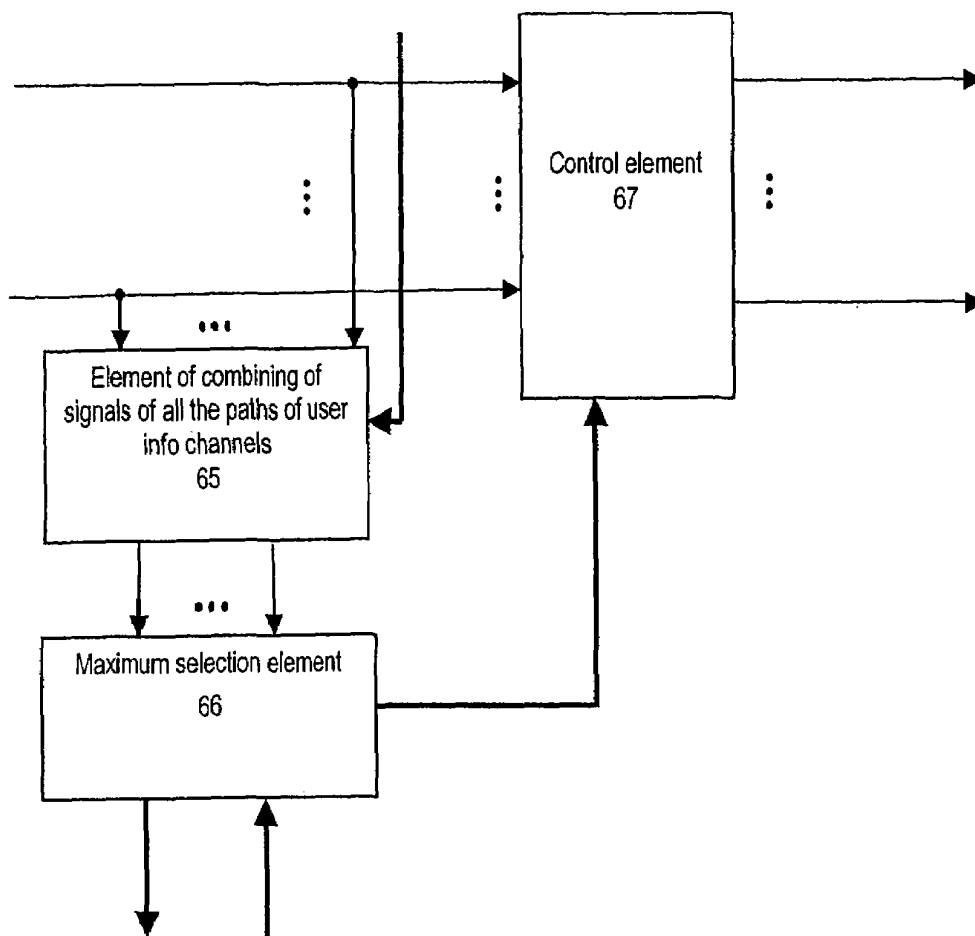 Control element
67
Element of combining of
signals of all the paths of user
info channels
65
Maximum selection element
66